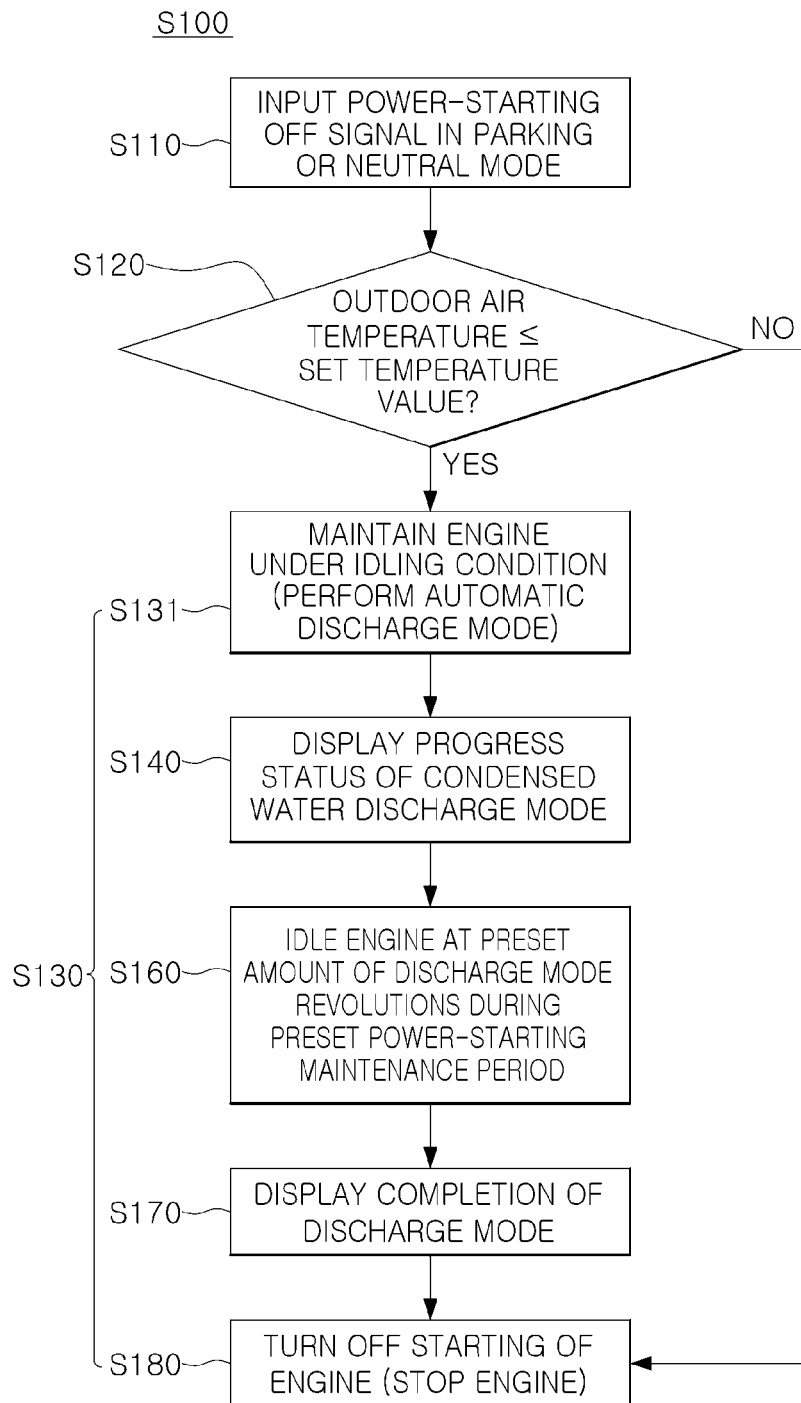 S100
INPUT POWER-STARTING
OFF SIGNAL IN PARKING
OR NEUTRAL MODE
S110
S120
OUTDOOR AIR
TEMPERATURE ≤
SET TEMPERATURE
VALUE?
NO
YES
MAINTAIN ENGINE
UNDER IDLING CONDITION
(PERFORM AUTOMATIC
DISCHARGE MODE)
S131
DISPLAY PROGRESS
STATUS OF CONDENSED
WATER DISCHARGE MODE
S140
IDLE ENGINE AT PRESET
AMOUNT OF DISCHARGE MODE
REVOLUTIONS DURING
PRESET POWER-STARTING
MAINTENANCE PERIOD
S130
S160
DISPLAY COMPLETION OF
DISCHARGE MODE
S170
TURN OFF STARTING OF
ENGINE (STOP ENGINE)
S180